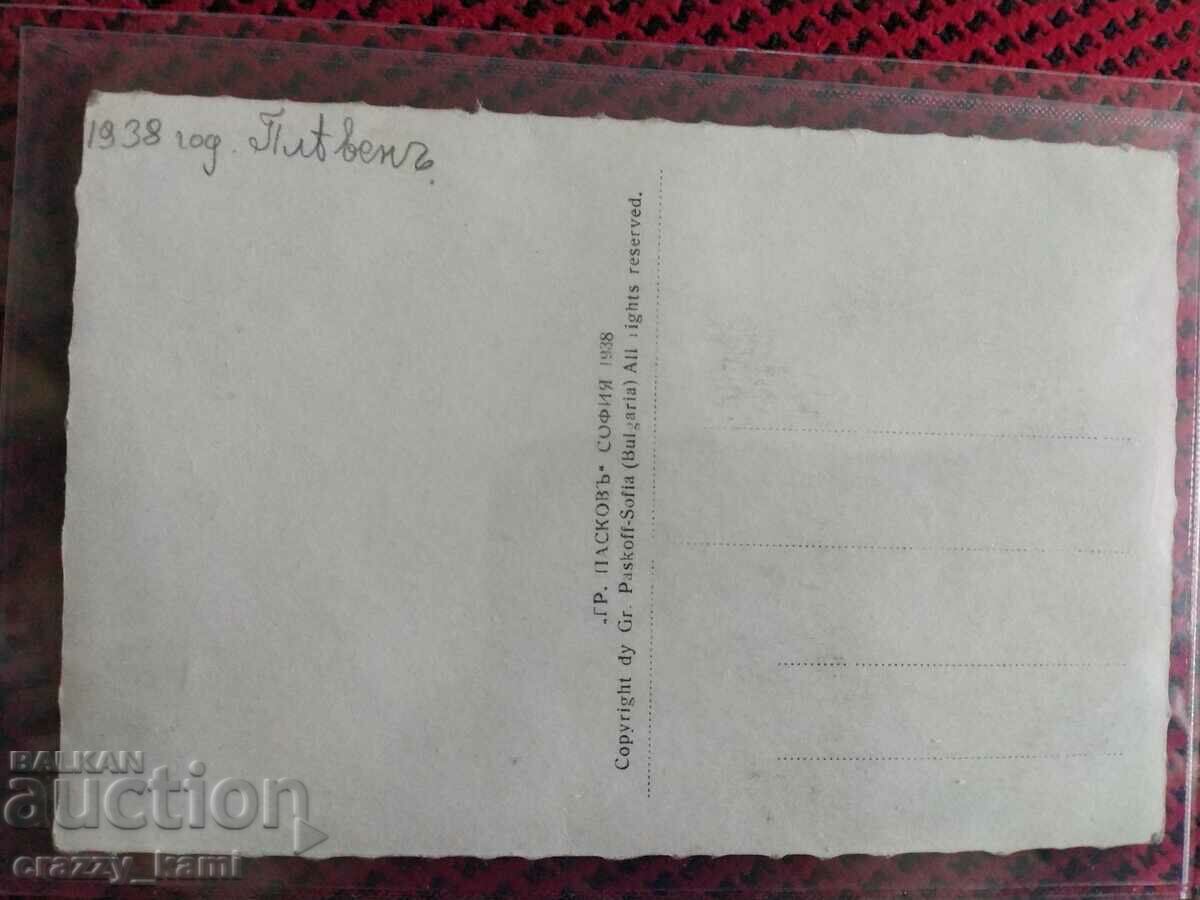 1938 год. Плѣвенъ.
„ГР. ПАСКОВЪ“ СОФИЯ 1938
Copyright dy Gr. Paskoff-Sofia (Bulgaria) All rights reserved.
BALKAN
auction
crazzy_kami